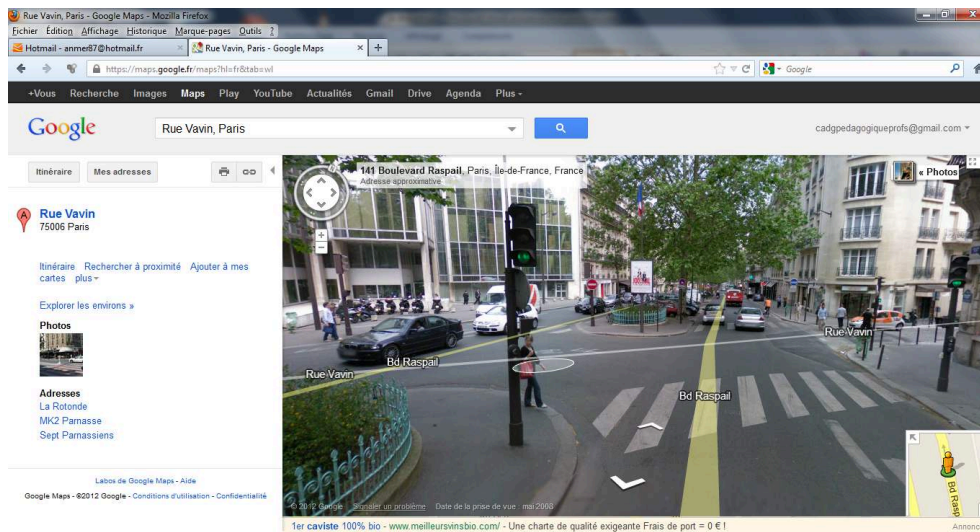 Rue Vavin, Paris - Google Maps - Mozilla Firefox
Fichier Édition Affichage Historique Marque-pages Outils ?
Hotmail - anmer87@hotmail.fr
Rue Vavin, Paris - Google Maps
https://maps.google.fr/maps?hl=fr&tab=wl
Google
+Vous Recherche Images Maps Play YouTube Actualités Gmail Drive Agenda Plus
Google
Rue Vavin, Paris
cadgpedagogiqueprofs@gmail.com
Itinéraire
Mes adresses
A
Rue Vavin
75006 Paris
Itinéraire Rechercher à proximité Ajouter à mes
cartes plus
Explorer les environs »
Photos
Adresses
La Rotonde
MK2 Parnasse
Sept Parnassiens
Labos de Google Maps - Aide
Google Maps - ©2012 Google - Conditions d'utilisation - Confidentialité
141 Boulevard Raspail, Paris, Île-de-France, France
Adresse approximative
« Photos
Rue Vavin
Bd Raspail
Rue Vavin
Bd Raspail
Bd Rasp
© 2012 Google Signaler un problème Date de la prise de vue : mai 2008
1er caviste 100% bio - www.meilleursvinsbio.com/ - Une charte de qualité exigeante Frais de port = 0 € !
Annonce